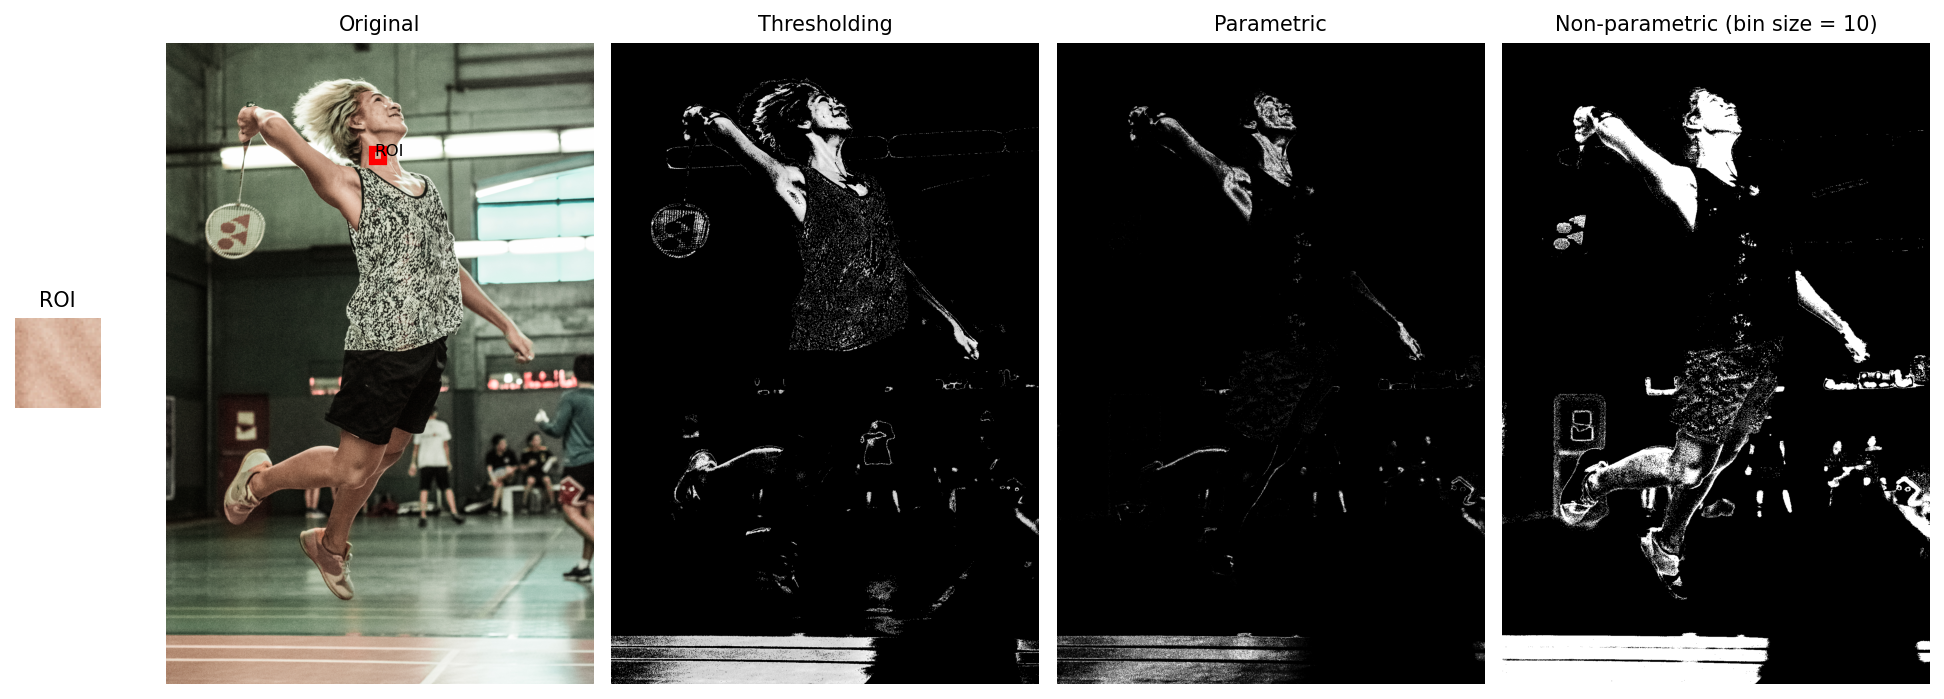 Original
Thresholding
Parametric
Non-parametric (bin size = 10)
ROI
ROI